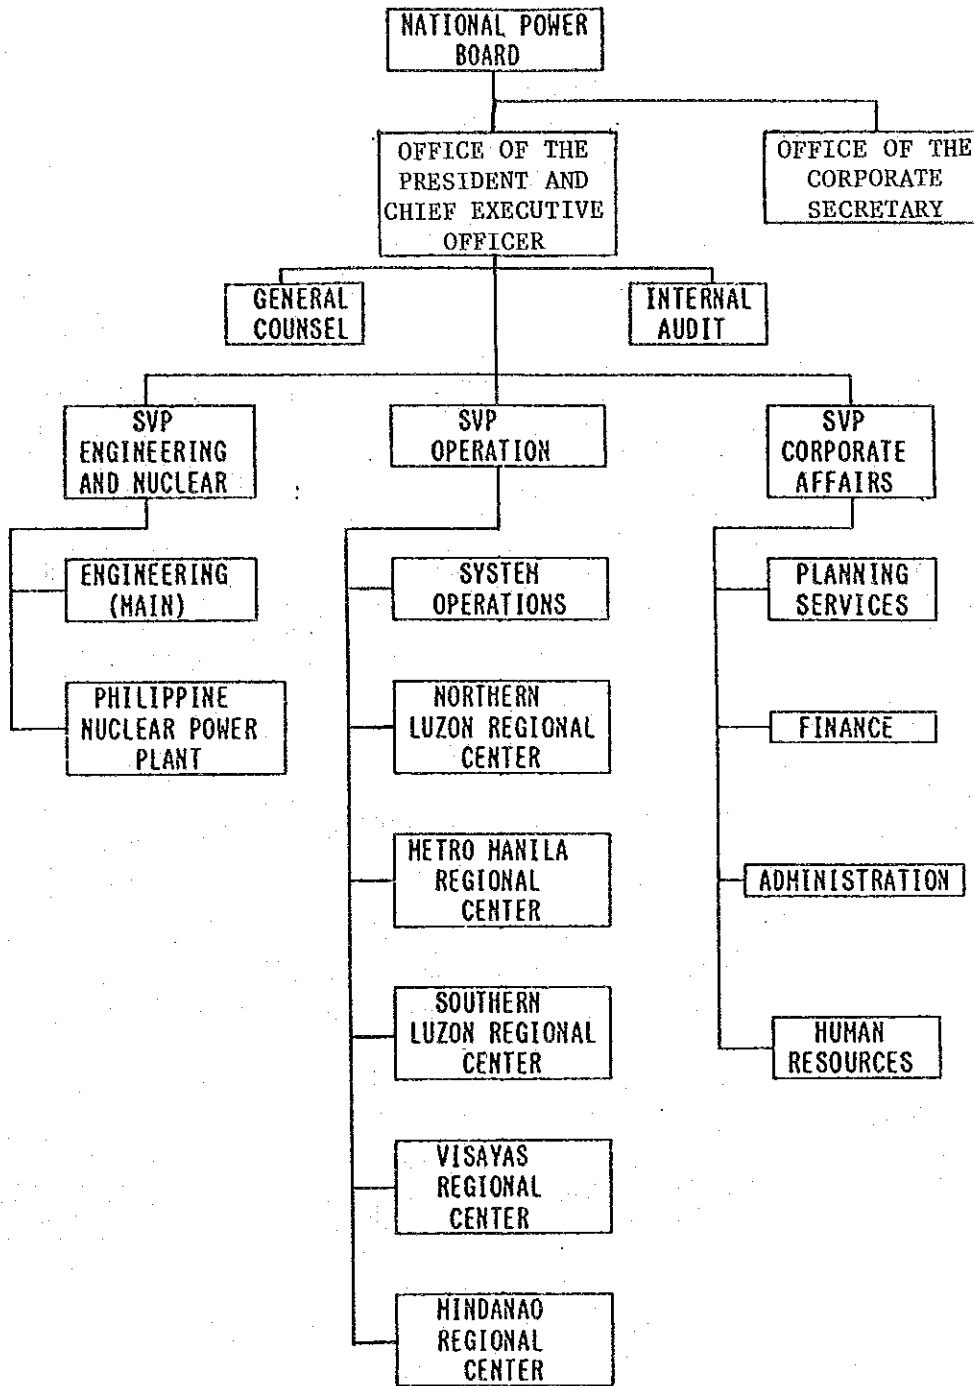 NATIONAL POWER
BOARD
OFFICE OF THE
PRESIDENT AND
CHIEF EXECUTIVE
OFFICER
OFFICE OF THE
CORPORATE
SECRETARY
GENERAL
COUNSEL
INTERNAL
AUDIT
SVP
ENGINEERING
AND NUCLEAR
SVP
OPERATION
SVP
CORPORATE
AFFAIRS
ENGINEERING
(MAIN)
PHILIPPINE
NUCLEAR POWER
PLANT
SYSTEM
OPERATIONS
NORTHERN
LUZON REGIONAL
CENTER
METRO MANILA
REGIONAL
CENTER
SOUTHERN
LUZON REGIONAL
CENTER
VISAYAS
REGIONAL
CENTER
MINDANAO
REGIONAL
CENTER
PLANNING
SERVICES
FINANCE
ADMINISTRATION
HUMAN
RESOURCES